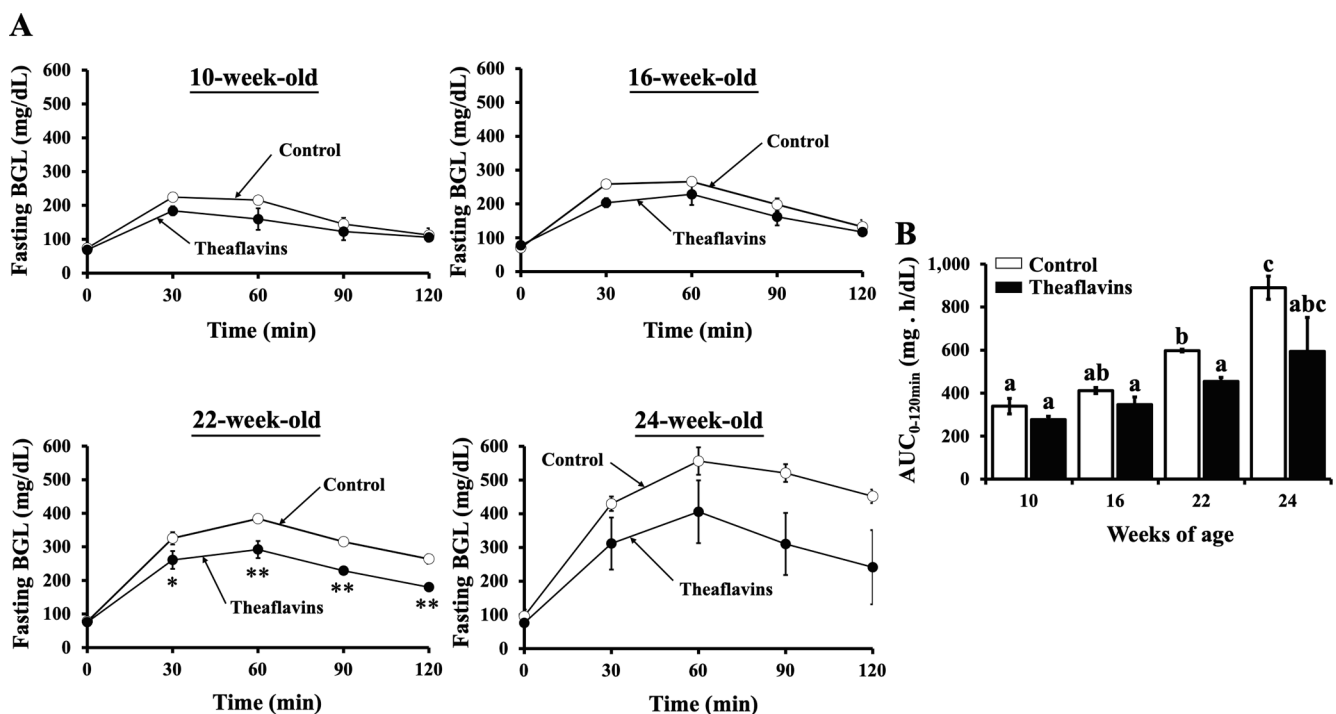 A
10-week-old
Fasting BGL (mg/dL)
600
500
400
300
200
100
0
Control
Theaflavins
0 30 60 90 120
Time (min)
16-week-old
Fasting BGL (mg/dL)
600
500
400
300
200
100
0
Control
Theaflavins
0 30 60 90 120
Time (min)
22-week-old
Fasting BGL (mg/dL)
600
500
400
300
200
100
0
Control
* ** ** **
Theaflavins
0 30 60 90 120
Time (min)
24-week-old
Fasting BGL (mg/dL)
600
500
400
300
200
100
0
Control
Theaflavins
0 30 60 90 120
Time (min)
B
AUC0-120min (mg . h/dL)
1,000
800
600
400
200
0
Control
Theaflavins
a a ab a b a c abc
10 16 22 24
Weeks of age